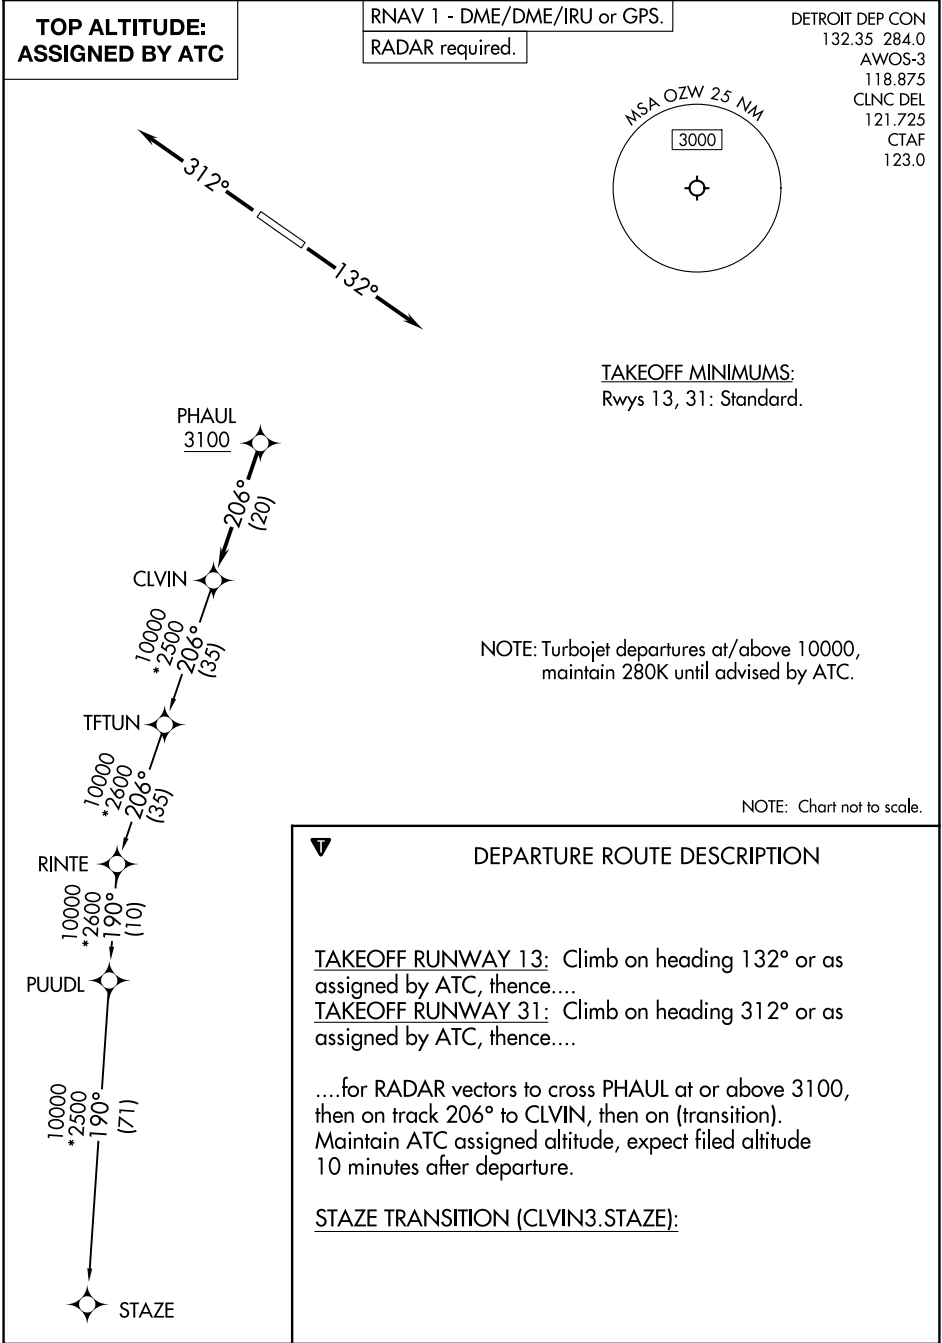 TOP ALTITUDE:
ASSIGNED BY ATC
RNAV 1 - DME/DME/IRU or GPS.
RADAR required.
DETROIT DEP CON
132.35 284.0
AWOS-3
118.875
CLNC DEL
121.725
CTAF
123.0
MSA OZW 25 NM
3000
312°
132°
TAKEOFF MINIMUMS:
Rwys 13, 31: Standard.
PHAUL
3100
206°
(20)
CLVIN
10000
*2500
206°
(35)
NOTE: Turbojet departures at/above 10000,
maintain 280K until advised by ATC.
TFTUN
10000
*2600
206°
(35)
NOTE: Chart not to scale.
RINTE
10000
*2600
190°
(10)
PUUDL
10000
*2500
190°
(71)
STAZE
T
DEPARTURE ROUTE DESCRIPTION
TAKEOFF RUNWAY 13: Climb on heading 132° or as
assigned by ATC, thence....
TAKEOFF RUNWAY 31: Climb on heading 312° or as
assigned by ATC, thence....
....for RADAR vectors to cross PHAUL at or above 3100,
then on track 206° to CLVIN, then on (transition).
Maintain ATC assigned altitude, expect filed altitude
10 minutes after departure.
STAZE TRANSITION (CLVIN3.STAZE):